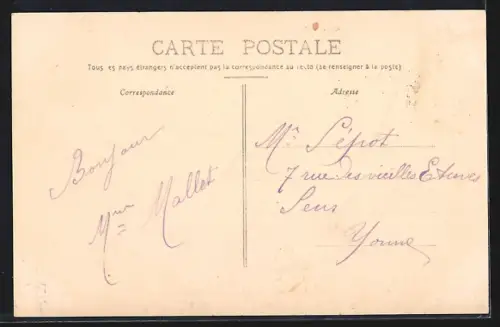 CARTE POSTALE
Tous les pays étrangers n'acceptent pas la correspondance au recto (se renseigner à la poste)
Correspondance
Adresse
Bonjour
Mme Mallet
Mr Pépot
7 rue des vieilles Etuves
Sens
Yonne